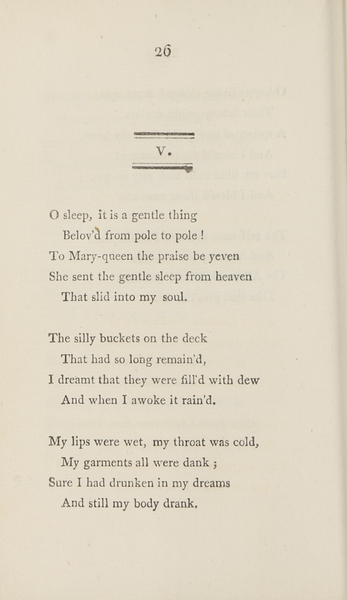 26
V.
O sleep, it is a gentle thing
Belov'd from pole to pole !
To Mary-queen the praise be yeven
She sent the gentle sleep from heaven
That slid into my soul.
The silly buckets on the deck
That had so long remain'd,
I dreamt that they were fill'd with dew
And when I awoke it rain'd.
My lips were wet, my throat was cold,
My garments all were dank ;
Sure I had drunken in my dreams
And still my body drank.